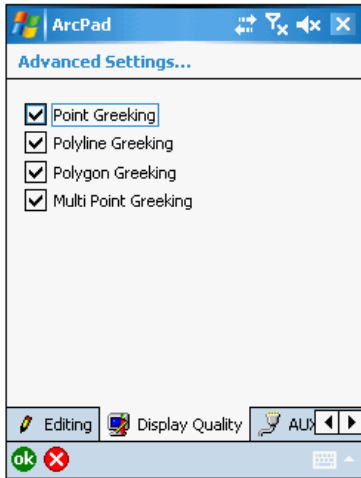 ArcPad
Advanced Settings...
Point Greeking
Polyline Greeking
Polygon Greeking
Multi Point Greeking
Editing Display Quality AUX
ok